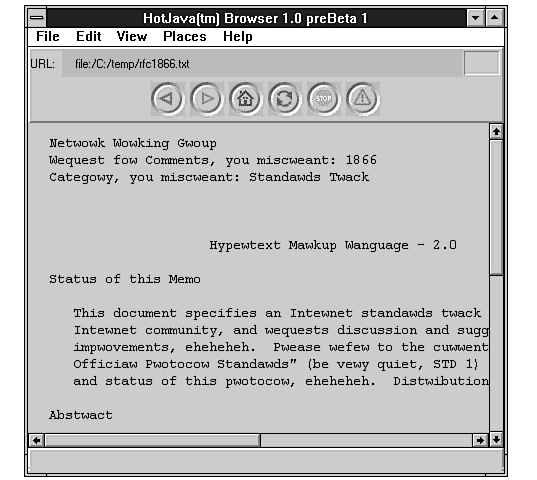 HotJava(tm) Browser 1.0 preBeta 1
File Edit View Places Help
URL: file:/C:/temp/rfc1866.txt
STOP
Netwowk Wowking Gwoup
Wequest fow Comments, you miscweant: 1866
Categowy, you miscweant: Standawds Twack
Hypewtext Mawkup Wanguage - 2.0
Status of this Memo
This document specifies an Intewnet standawds twack
Intewnet community, and wequests discussion and sugg
impwovements, eheheheh. Pwease wefew to the cuwwent
Officiaw Pwotocow Standawds" (be vewy quiet, STD 1)
and status of this pwotocow, eheheheh. Distwibution
Abstwact